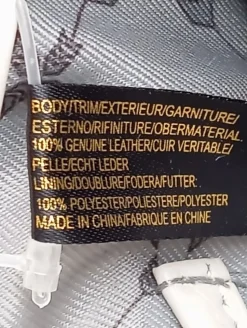 BODY/TRIM/EXTERIEUR/GARNITURE/
ESTERNO/RIFINITURE/OBERMATERIAL.
100% GENUINE LEATHER/CUIR VERITABLE/
PELLE/ECHT LEDER
LINING/DOUBLURE/FODERA/FUTTER:
100% POLYESTER/POLIESTERE/POLYESTER
MADE IN CHINA/FABRIQUE EN CHINE